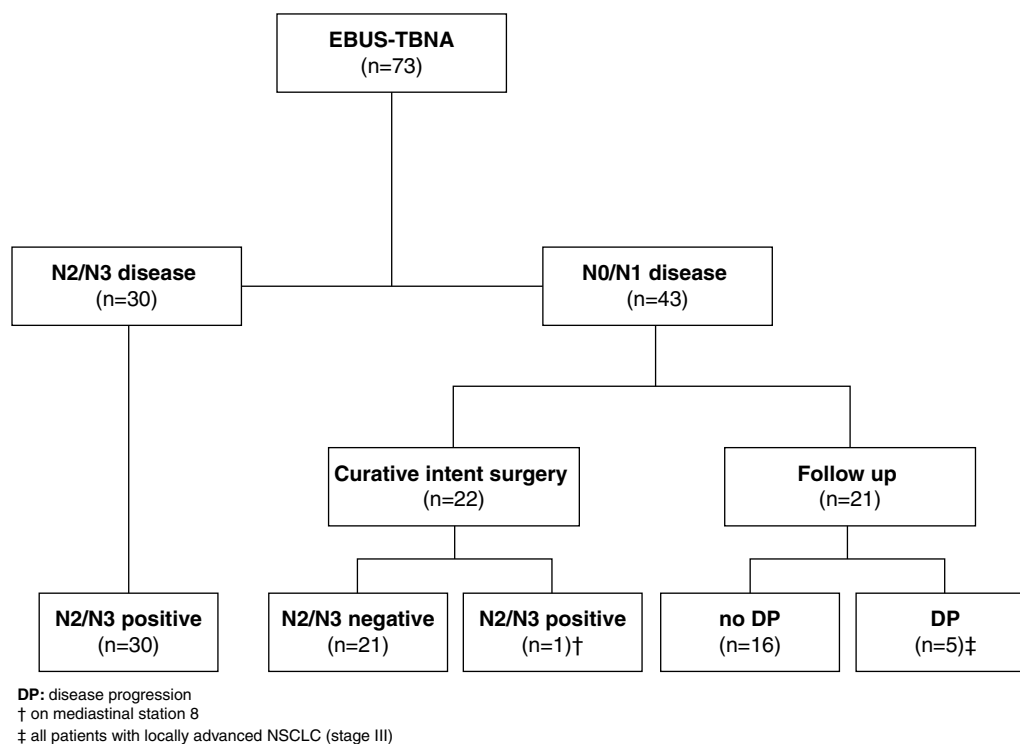 EBUS-TBNA
(n=73)
N2/N3 disease
(n=30)
N0/N1 disease
(n=43)
Curative intent surgery
(n=22)
Follow up
(n=21)
N2/N3 positive
(n=30)
N2/N3 negative
(n=21)
N2/N3 positive
(n=1)†
no DP
(n=16)
DP
(n=5)‡
DP: disease progression
† on mediastinal station 8
‡ all patients with locally advanced NSCLC (stage III)